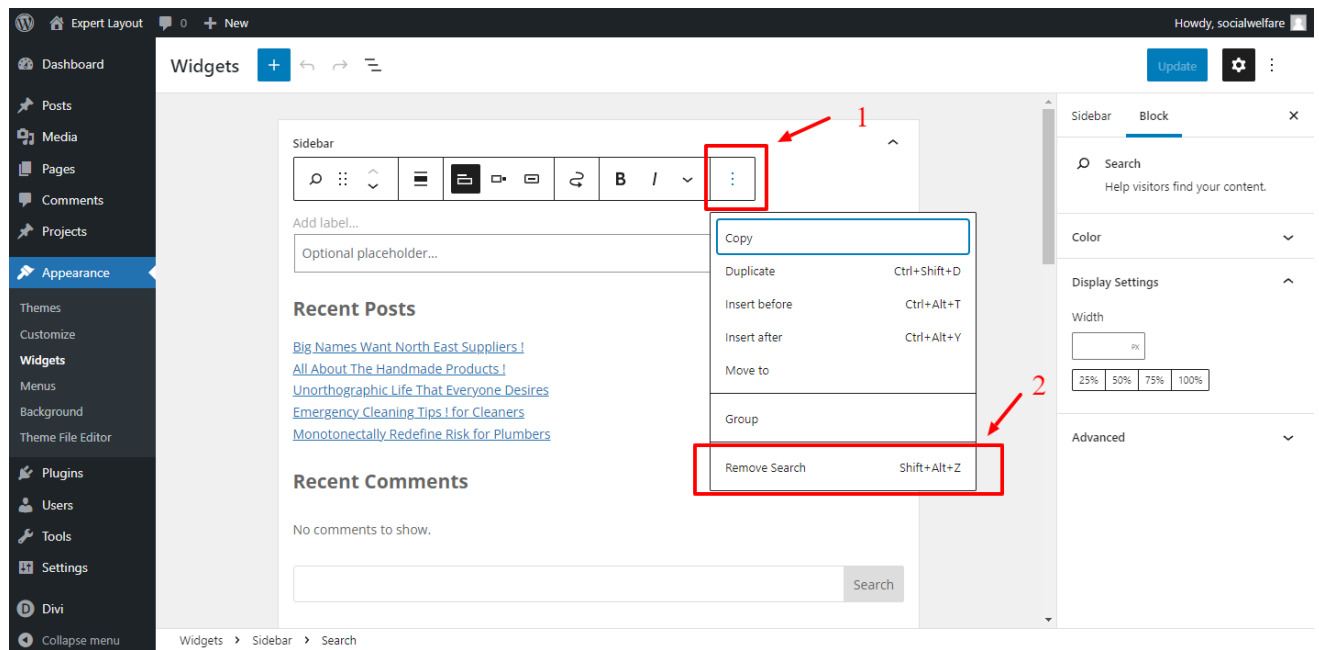 Expert Layout 0 New Howdy, socialwelfare
Dashboard
Posts
Media
Pages
Comments
Projects
Appearance
Themes
Customize
Widgets
Menus
Background
Theme File Editor
Plugins
Users
Tools
Settings
Divi
Collapse menu
Widgets Update
1
Sidebar
B I
Add label...
Optional placeholder...
Recent Posts
Big Names Want North East Suppliers !
All About The Handmade Products !
Unorthographic Life That Everyone Desires
Emergency Cleaning Tips ! for Cleaners
Monotonectally Redefine Risk for Plumbers
Recent Comments
No comments to show.
Search
Copy
Duplicate Ctrl+Shift+D
Insert before Ctrl+Alt+T
Insert after Ctrl+Alt+Y
Move to
Group
2
Remove Search Shift+Alt+Z
Sidebar Block
Search
Help visitors find your content.
Color
Display Settings
Width
PX
25% 50% 75% 100%
Advanced
Widgets > Sidebar > Search